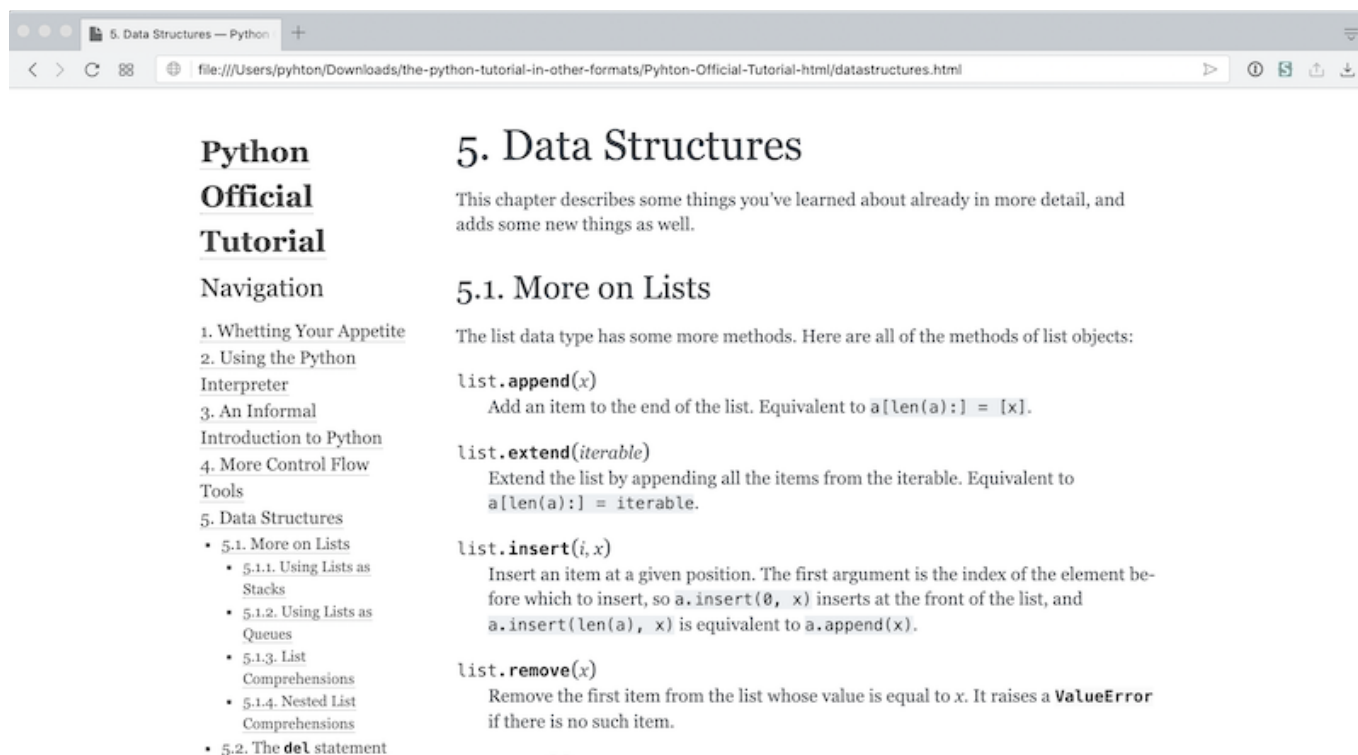 5. Data Structures — Python
file:///Users/pyhton/Downloads/the-python-tutorial-in-other-formats/Pyhton-Official-Tutorial-html/datastructures.html
Python
Official
Tutorial
Navigation
1. Whetting Your Appetite
2. Using the Python
Interpreter
3. An Informal
Introduction to Python
4. More Control Flow
Tools
5. Data Structures
• 5.1. More on Lists
▪ 5.1.1. Using Lists as
Stacks
▪ 5.1.2. Using Lists as
Queues
▪ 5.1.3. List
Comprehensions
▪ 5.1.4. Nested List
Comprehensions
• 5.2. The del statement
5. Data Structures
This chapter describes some things you've learned about already in more detail, and
adds some new things as well.
5.1. More on Lists
The list data type has some more methods. Here are all of the methods of list objects:
list.append(x)
Add an item to the end of the list. Equivalent to a[len(a):] = [x].
list.extend(iterable)
Extend the list by appending all the items from the iterable. Equivalent to
a[len(a):] = iterable.
list.insert(i, x)
Insert an item at a given position. The first argument is the index of the element be-
fore which to insert, so a.insert(0, x) inserts at the front of the list, and
a.insert(len(a), x) is equivalent to a.append(x).
list.remove(x)
Remove the first item from the list whose value is equal to x. It raises a ValueError
if there is no such item.